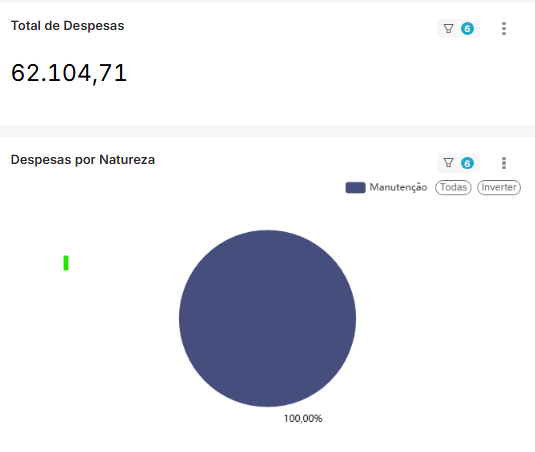 Total de Despesas
6
62.104,71
Despesas por Natureza
6
Manutenção Todas Inverter
100,00%